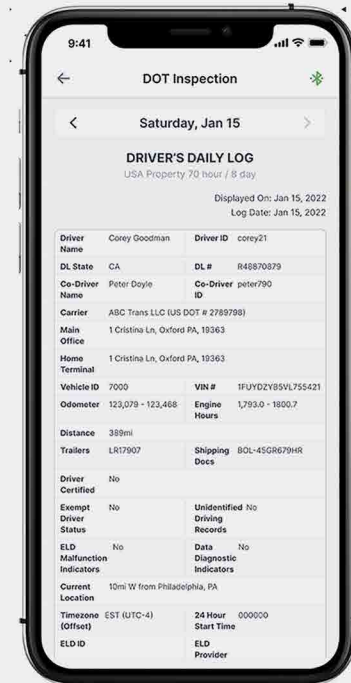 9:41
DOT Inspection
Saturday, Jan 15
DRIVER'S DAILY LOG
USA Property 70 hour / 8 day
Displayed On: Jan 15, 2022
Log Date: Jan 15, 2022
Driver Name Corey Goodman Driver ID corey21
DL State CA DL # R48870879
Co-Driver Name Peter Doyle Co-Driver ID peter790
Carrier ABC Trans LLC (US DOT # 2789798)
Main Office 1 Cristina Ln, Oxford PA, 19363
Home Terminal 1 Cristina Ln, Oxford PA, 19363
Vehicle ID 7000 VIN # 1FUYDZYB5VL755421
Odometer 123,079 - 123,468 Engine Hours 1,793.0 - 1800.7
Distance 389mi
Trailers LR17907 Shipping Docs BOL-45GR679HR
Driver Certified No
Exempt Driver Status No Unidentified Driving Records No
ELD Malfunction Indicators No Data Diagnostic Indicators No
Current Location 10mi W from Philadelphia, PA
Timezone (Offset) EST (UTC-4) 24 Hour Start Time 000000
ELD ID ELD Provider